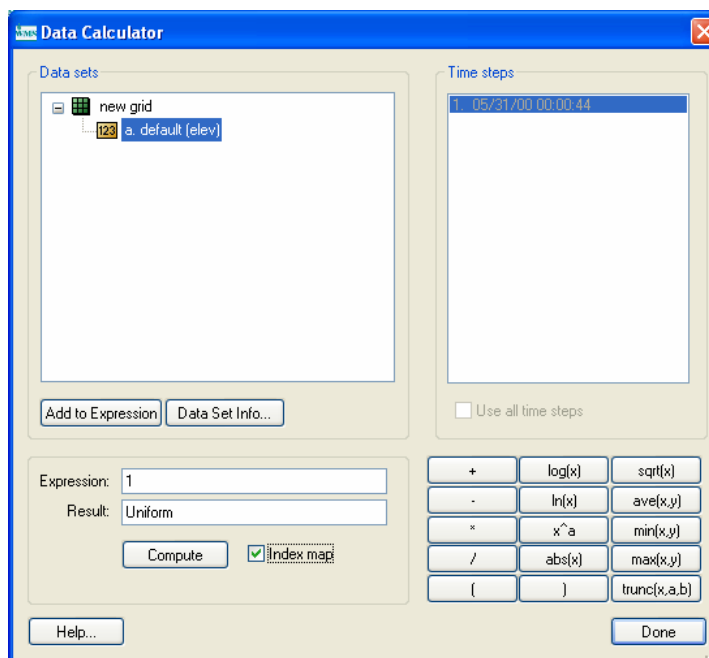 WMS Data Calculator
Data sets
new grid
123 a. default (elev)
Add to Expression
Data Set Info...
Time steps
1. 05/31/00 00:00:44
Use all time steps
Expression: 1
Result: Uniform
Compute
Index map
+ log(x) sqrt(x)
- ln(x) ave(x,y)
* x^a min(x,y)
/ abs(x) max(x,y)
( ) trunc(x,a,b)
Help...
Done